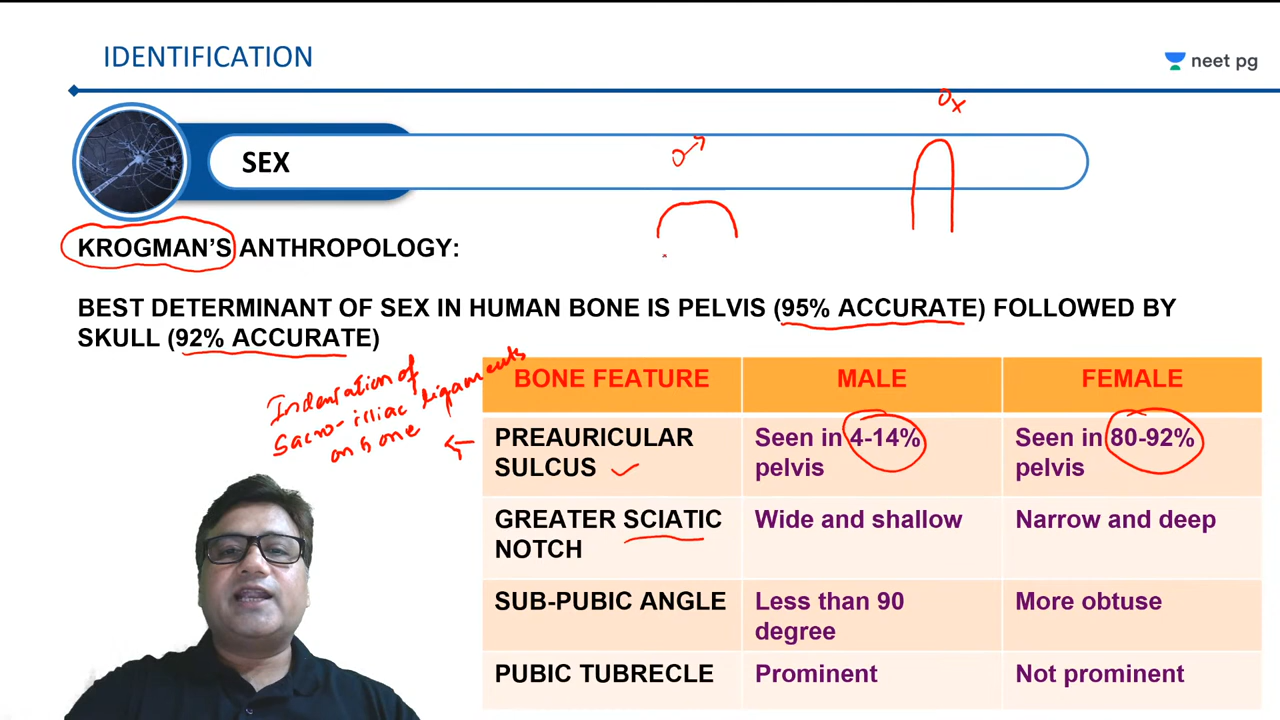 IDENTIFICATION
neet pg
SEX
KROGMAN'S ANTHROPOLOGY:
BEST DETERMINANT OF SEX IN HUMAN BONE IS PELVIS (95% ACCURATE) FOLLOWED BY
SKULL (92% ACCURATE)
Indentation of
Sacro-illiac ligaments
on bone
BONE FEATURE MALE FEMALE
PREAURICULAR Seen in 4-14% Seen in 80-92%
SULCUS pelvis pelvis
GREATER SCIATIC Wide and shallow Narrow and deep
NOTCH
SUB-PUBIC ANGLE Less than 90 More obtuse
degree
PUBIC TUBRECLE Prominent Not prominent